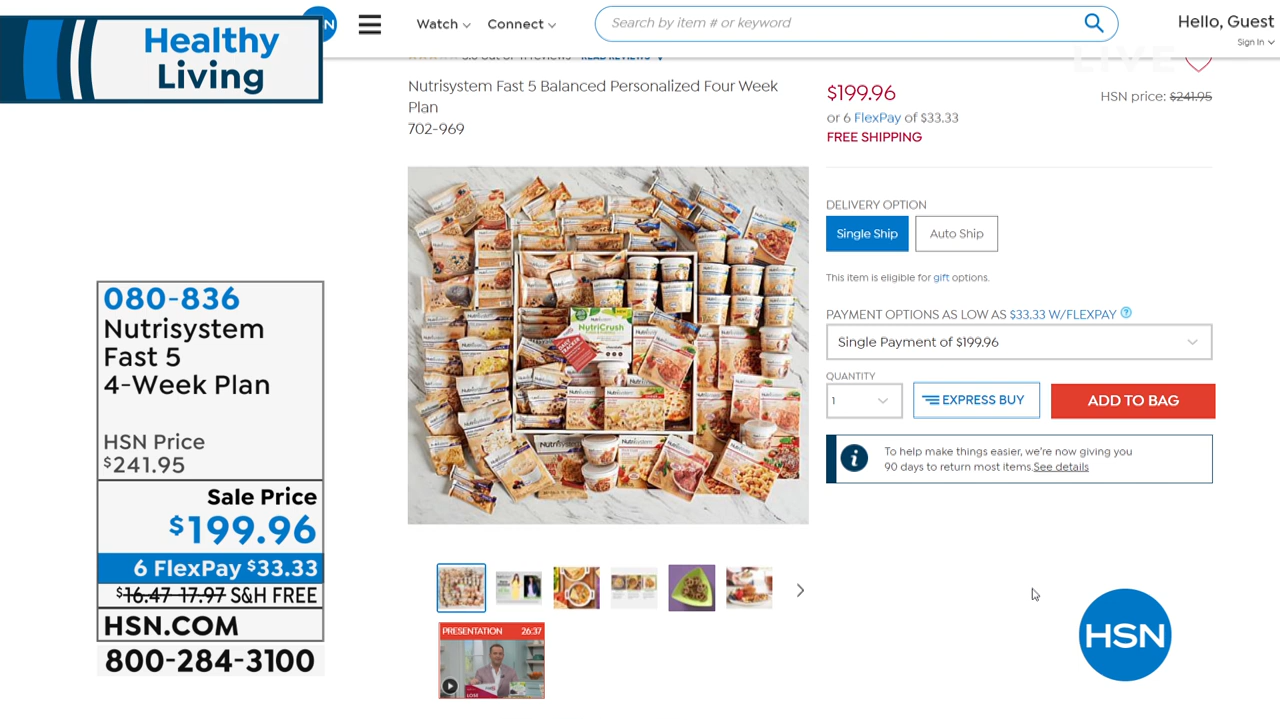 Healthy
Living
Watch
Connect
Search by item # or keyword
Hello, Guest
Sign In
LIVE
READ REVIEWS
Nutrisystem Fast 5 Balanced Personalized Four Week
Plan
702-969
$199.96
HSN price: $241.95
or 6 FlexPay of $33.33
FREE SHIPPING
DELIVERY OPTION
Single Ship
Auto Ship
This item is eligible for gift options.
PAYMENT OPTIONS AS LOW AS $33.33 W/FLEXPAY
Single Payment of $199.96
QUANTITY
1
EXPRESS BUY
ADD TO BAG
To help make things easier, we're now giving you
90 days to return most items.See details
NutriCrush
nutrisystem
PRESENTATION 26:37
080-836
Nutrisystem
Fast 5
4-Week Plan
HSN Price
$241.95
Sale Price
$199.96
6 FlexPay $33.33
$16.47-17.97 S&H FREE
HSN.COM
800-284-3100
HSN